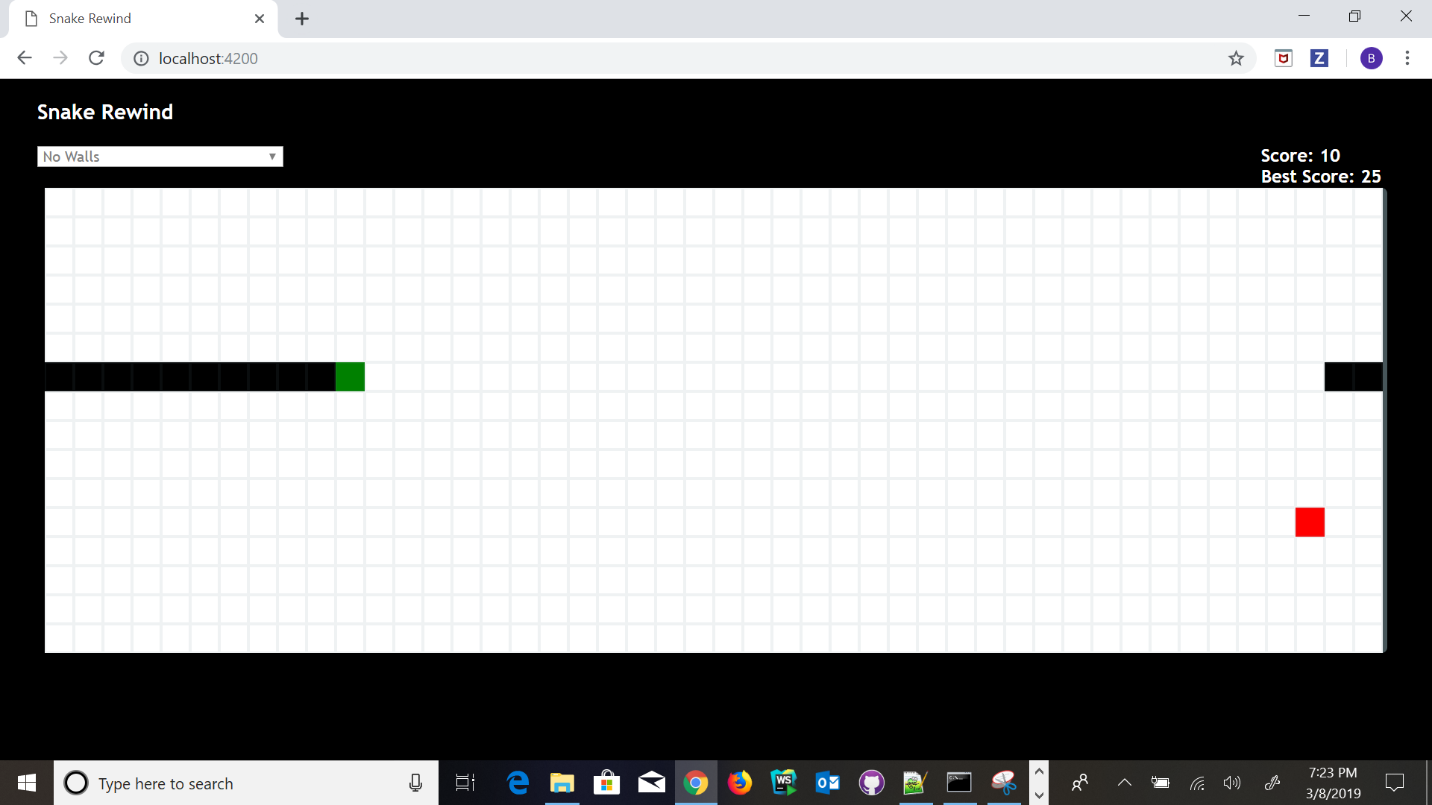 Snake Rewind
localhost:4200
B
Z
Snake Rewind
No Walls
Score: 10
Best Score: 25
Type here to search
WS
7:23 PM
3/8/2019